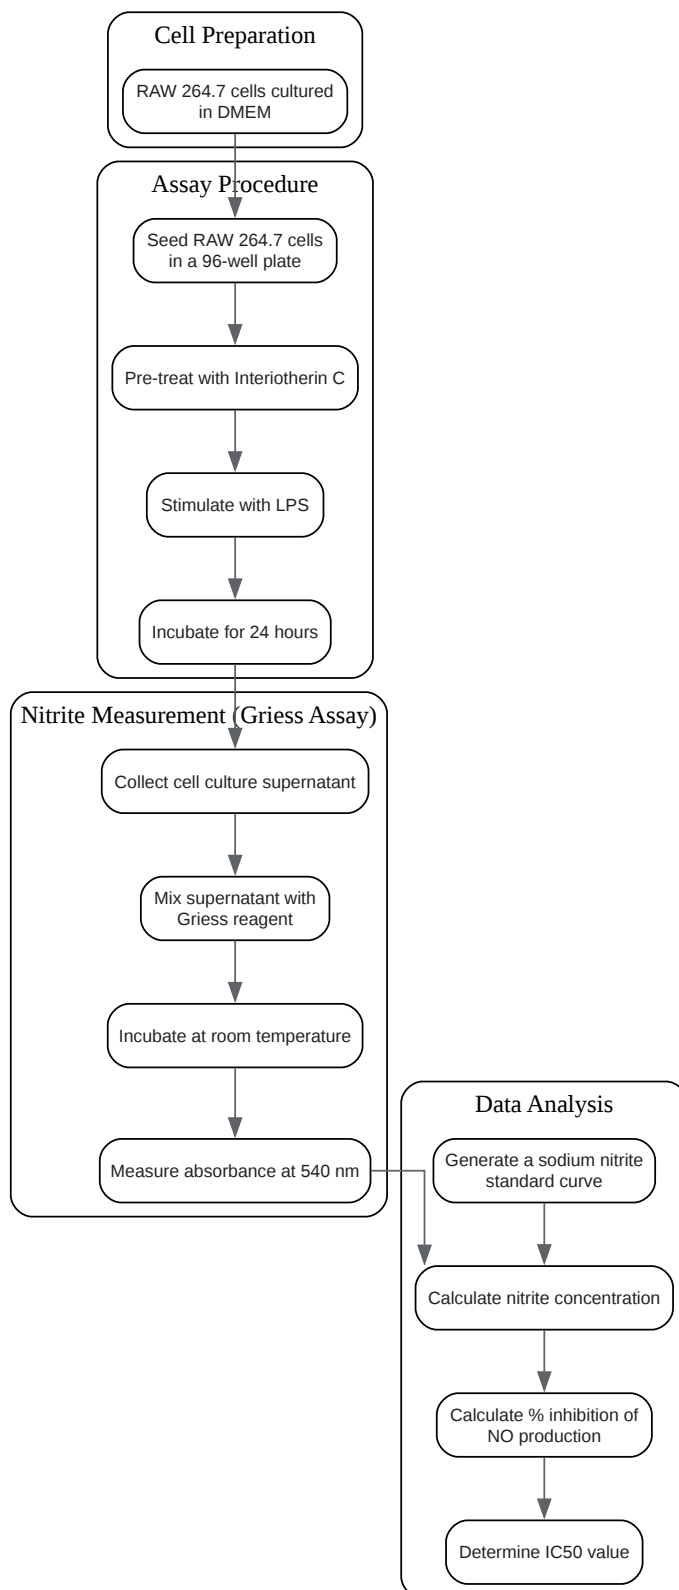 Cell Preparation
RAW 264.7 cells cultured
in DMEM
Assay Procedure
Seed RAW 264.7 cells
in a 96-well plate
Pre-treat with Interiotherin C
Stimulate with LPS
Incubate for 24 hours
Nitrite Measurement (Griess Assay)
Collect cell culture supernatant
Mix supernatant with
Griess reagent
Incubate at room temperature
Measure absorbance at 540 nm
Data Analysis
Generate a sodium nitrite
standard curve
Calculate nitrite concentration
Calculate % inhibition of
NO production
Determine IC50 value